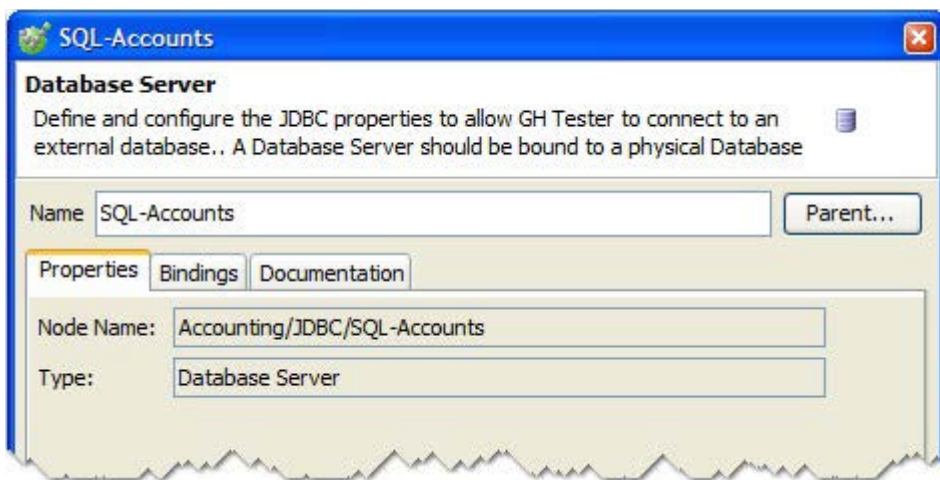 SQL-Accounts
Database Server
Define and configure the JDBC properties to allow GH Tester to connect to an
external database.. A Database Server should be bound to a physical Database
Name SQL-Accounts Parent...
Properties Bindings Documentation
Node Name: Accounting/JDBC/SQL-Accounts
Type: Database Server